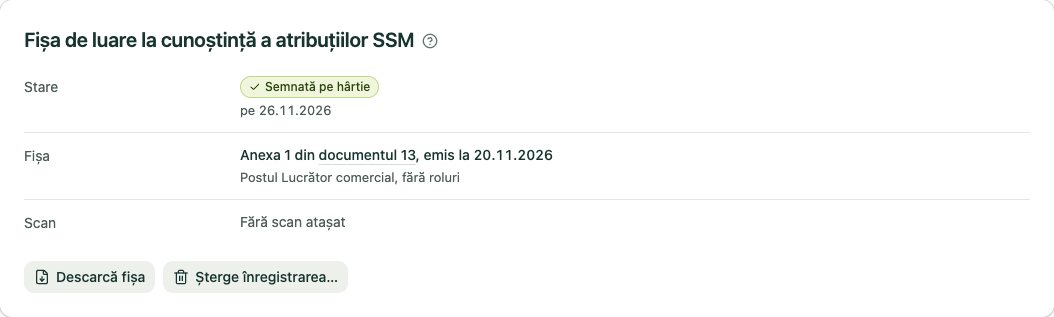 Fișa de luare la cunoștință a atribuțiilor SSM ?
Stare
Semnată pe hârtie
pe 26.11.2026
Fișa
Anexa 1 din documentul 13, emis la 20.11.2026
Postul Lucrător comercial, fără roluri
Scan
Fără scan atașat
Descarcă fișa
Șterge înregistrarea...